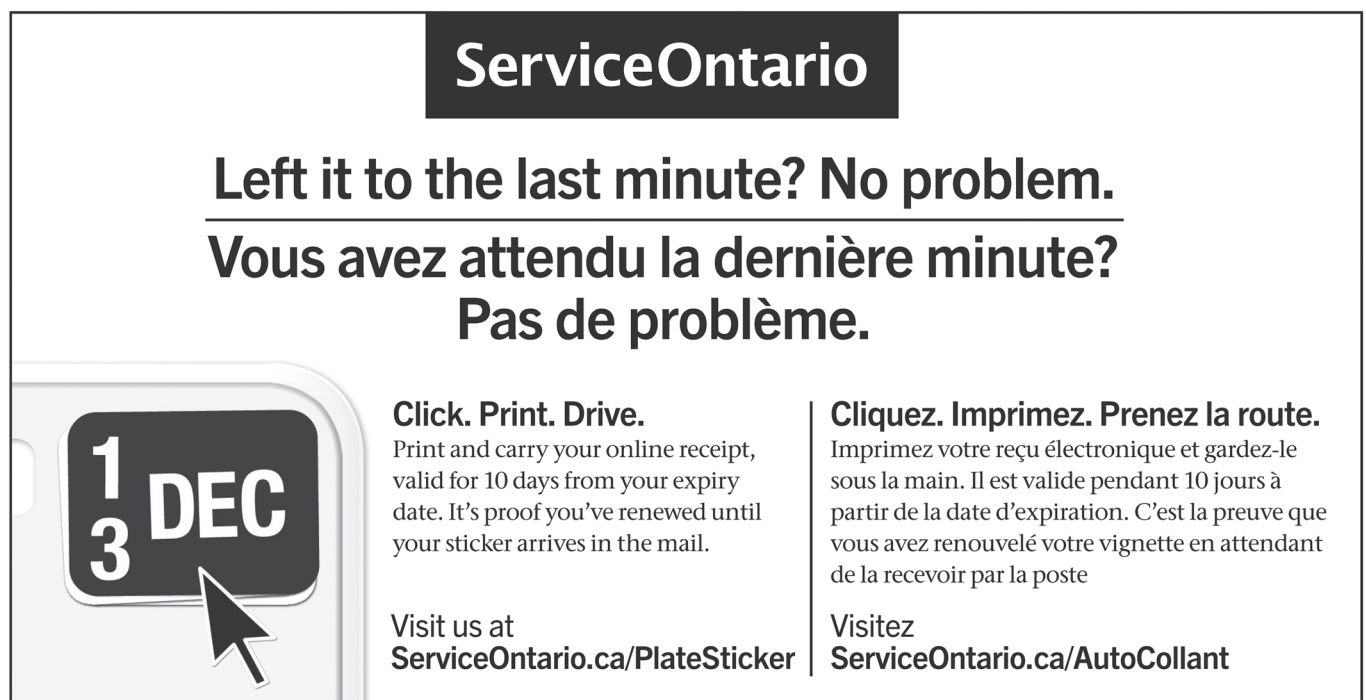 ServiceOntario
Left it to the last minute? No problem.
Vous avez attendu la dernière minute?
Pas de problème.
1
3
DEC
Click. Print. Drive.
Print and carry your online receipt,
valid for 10 days from your expiry
date. It's proof you've renewed until
your sticker arrives in the mail.
Visit us at
ServiceOntario.ca/PlateSticker
Cliquez. Imprimez. Prenez la route.
Imprimez votre reçu électronique et gardez-le
sous la main. Il est valide pendant 10 jours à
partir de la date d'expiration. C'est la preuve que
vous avez renouvelé votre vignette en attendant
de la recevoir par la poste
Visitez
ServiceOntario.ca/AutoCollant